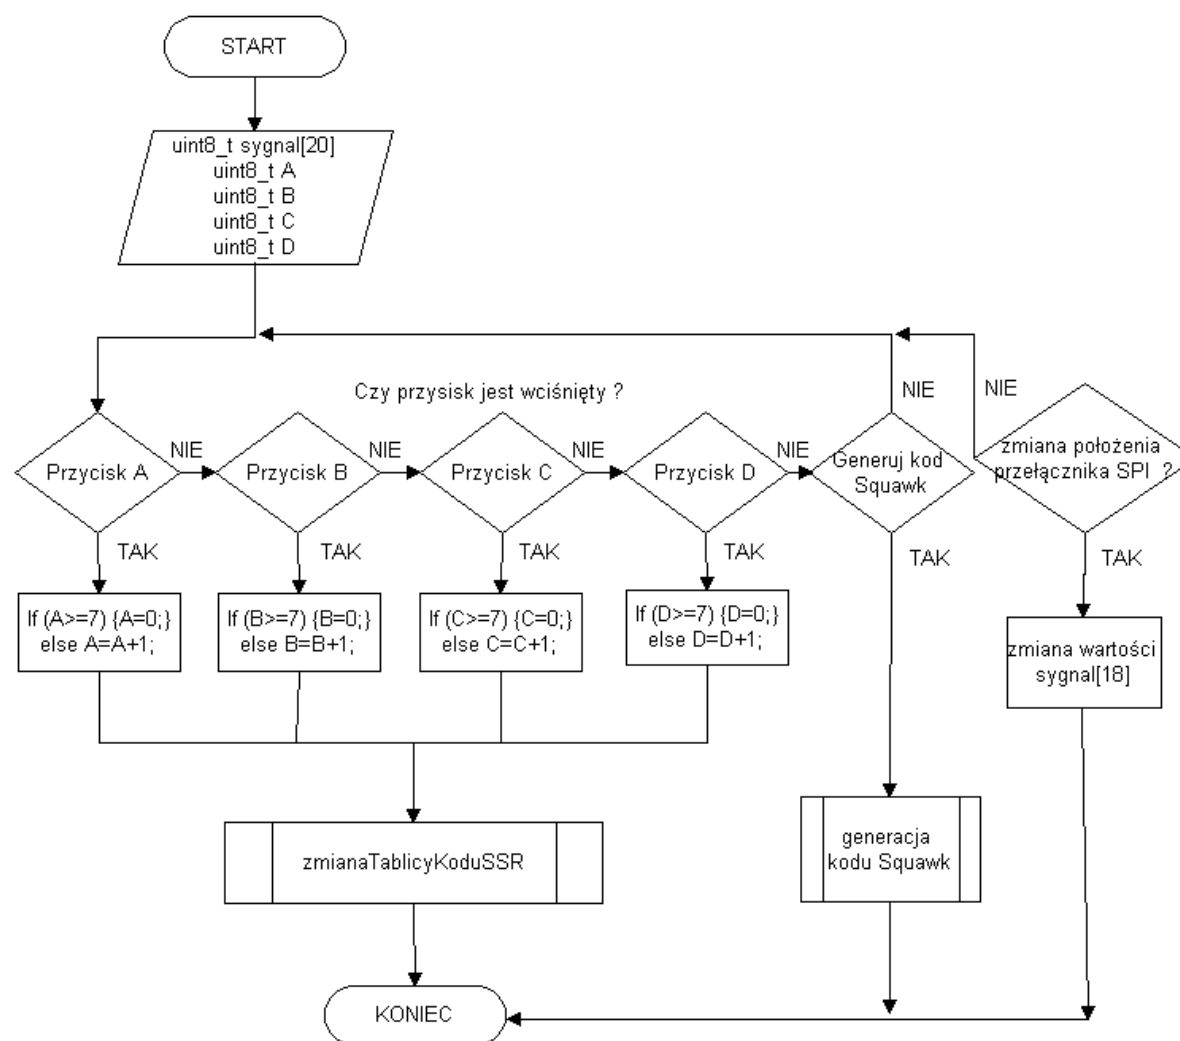 START
uint8_t sygnal[20]
uint8_t A
uint8_t B
uint8_t C
uint8_t D
Czy przysisk jest wciśnięty ?
NIE
NIE
Przycisk A
NIE
Przycisk B
NIE
Przycisk C
NIE
Przycisk D
NIE
Generuj kod
Squawk
zmiana położenia
przełącznika SPI ?
TAK
TAK
TAK
TAK
TAK
TAK
If (A>=7) {A=0;}
else A=A+1;
If (B>=7) {B=0;}
else B=B+1;
If (C>=7) {C=0;}
else C=C+1;
If (D>=7) {D=0;}
else D=D+1;
zmiana wartości
sygnal[18]
zmianaTablicyKoduSSR
generacja
kodu Squawk
KONIEC